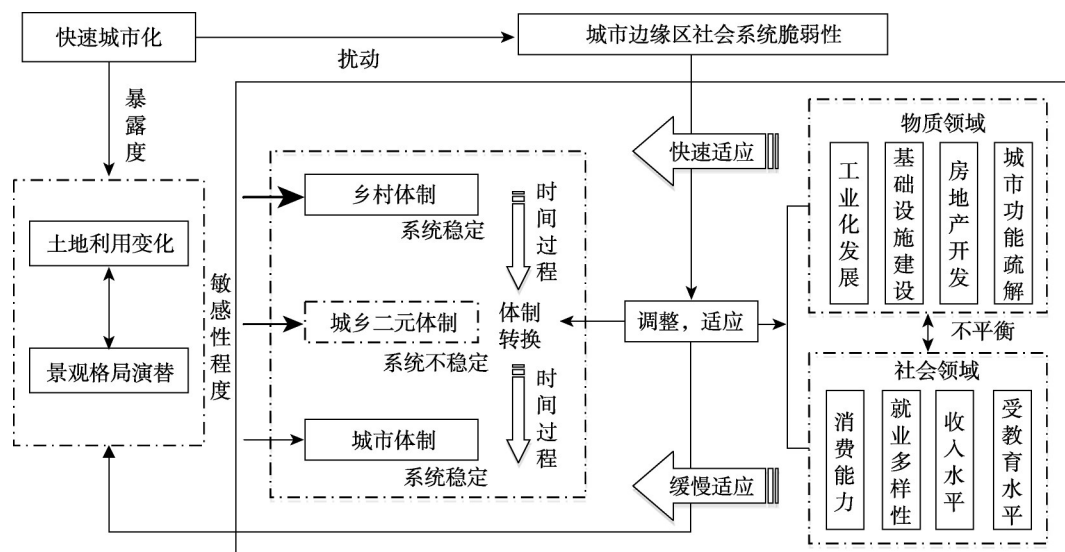 快速城市化
扰动
城市边缘区社会系统脆弱性
暴露度
土地利用变化
景观格局演替
敏感性程度
乡村体制
系统稳定
时间过程
城乡二元体制
系统不稳定
体制
转换
时间过程
城市体制
系统稳定
快速适应
调整，适应
缓慢适应
物质领域
工业化发展
基础设施建设
房地产开发
城市功能疏解
不平衡
社会领域
消费能力
就业多样性
收入水平
受教育水平